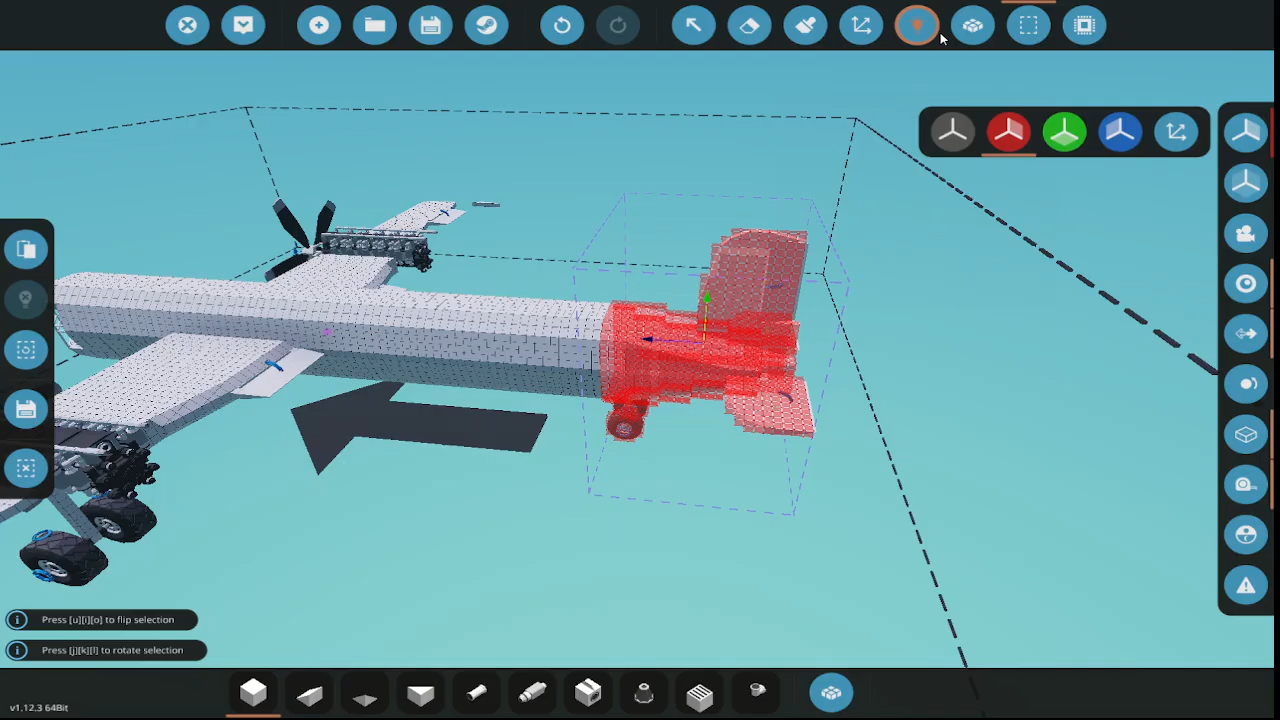 Press [u][i][o] to flip selection
Press [j][k][l] to rotate selection
v1.12.3 64Bit